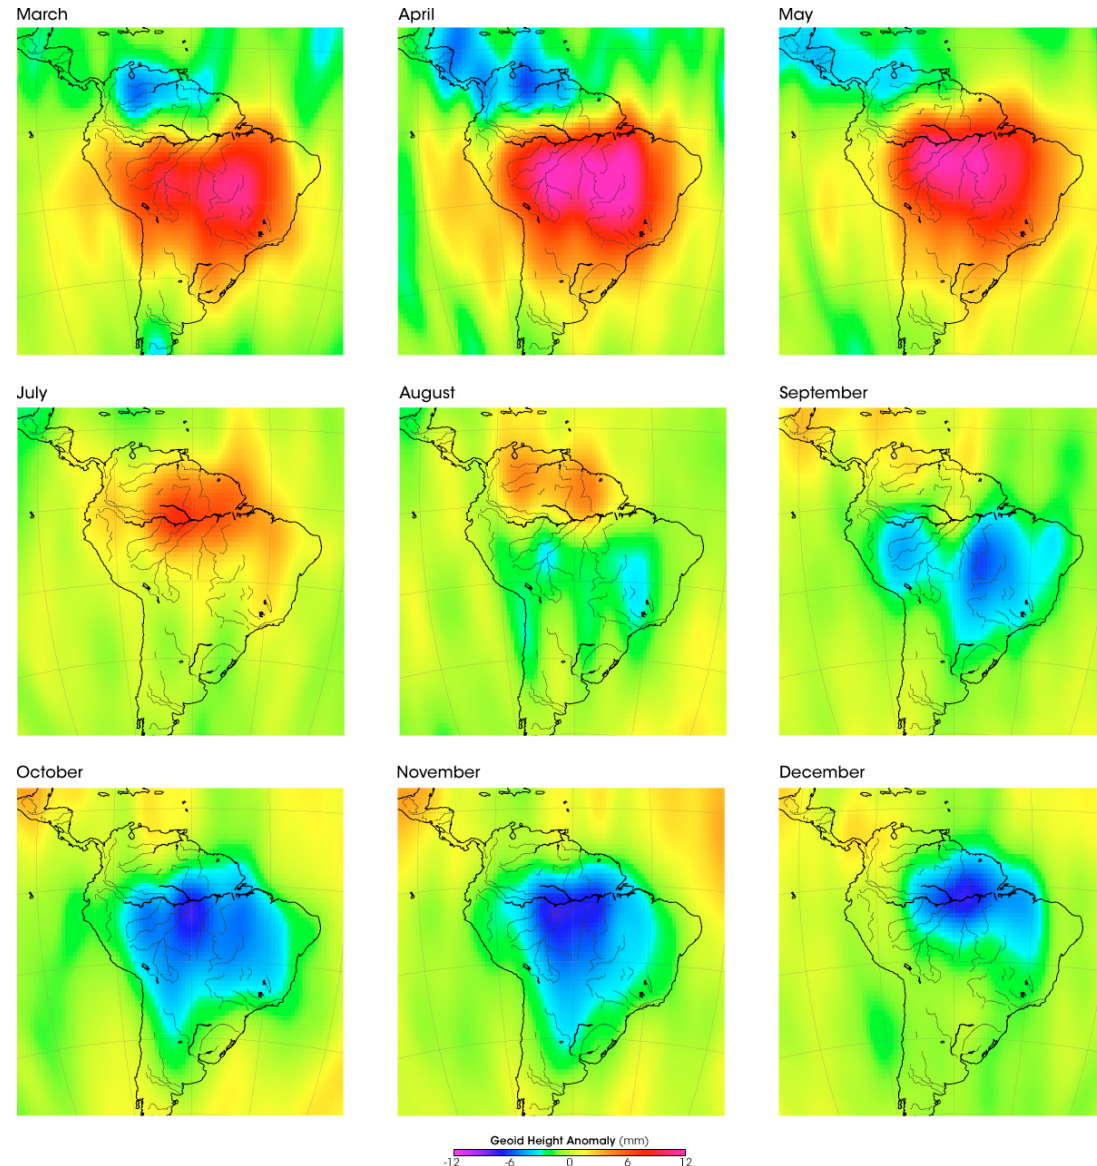 March
April
May
July
August
September
October
November
December
Geoid Height Anomaly (mm)
-12 -6 0 6 12